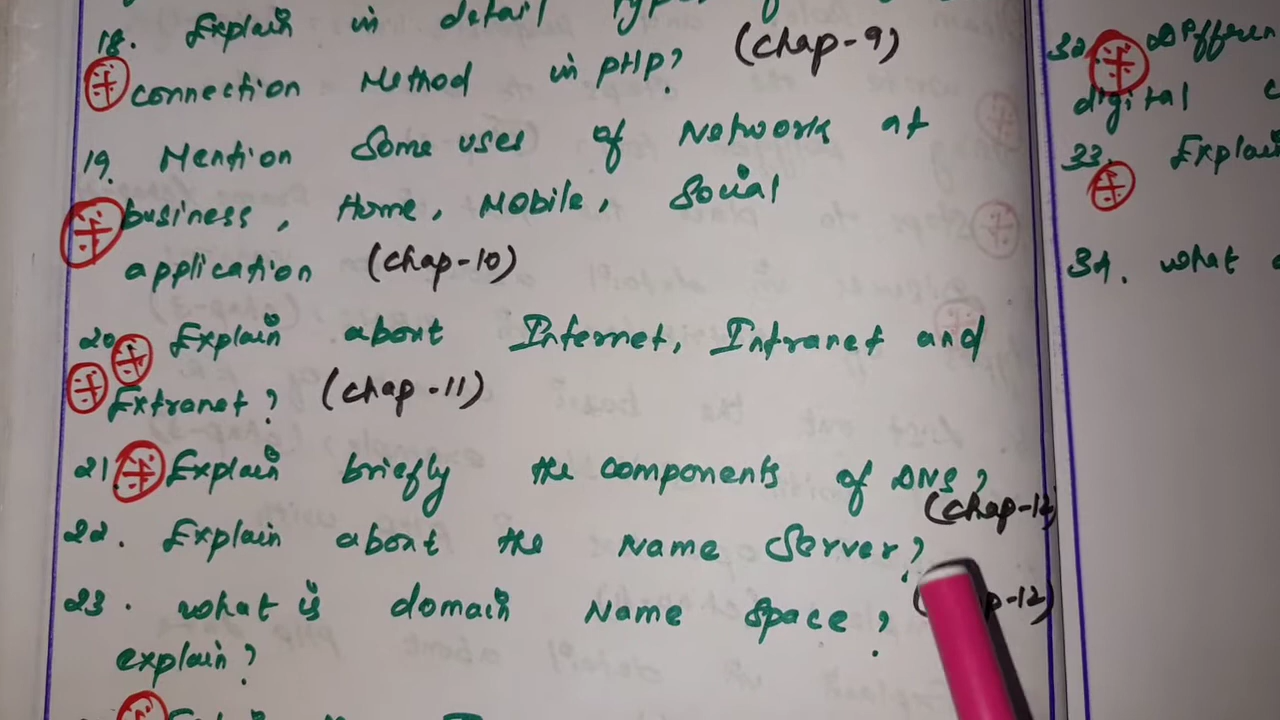 18. Explain in detail types of
connection Method in PHP? (chap-9)
19. Mention Some uses of Network at
business, Home, Mobile, Social
application (chap-10)
20. Explain about Internet, Intranet and
Extranet? (chap-11)
21. Explain briefly the components of DNS?
(chap-12)
22. Explain about the Name Server?
23. what is domain Name Space? -12)
explain?
digital
33. Explain
34. what